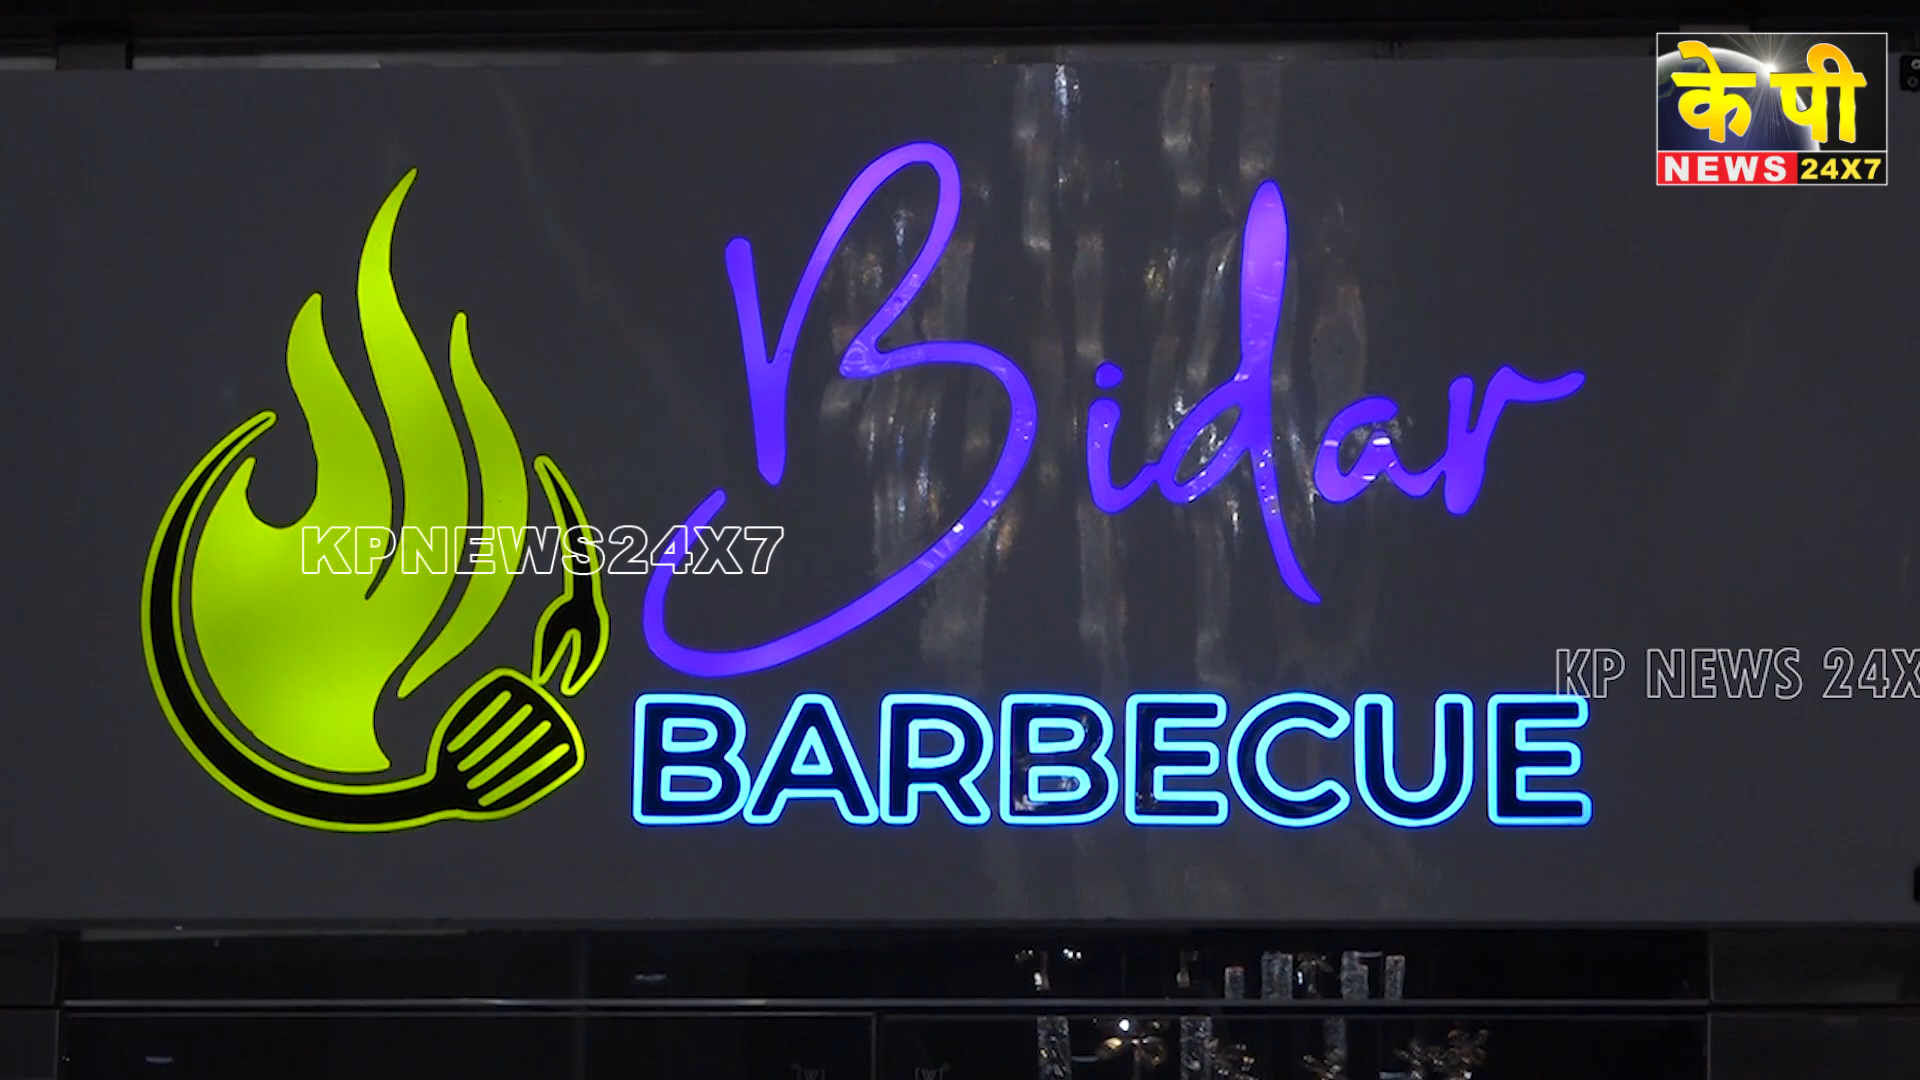 के पी
NEWS 24X7
Bidar
KPNEWS24X7
KP NEWS 24X
BARBECUE